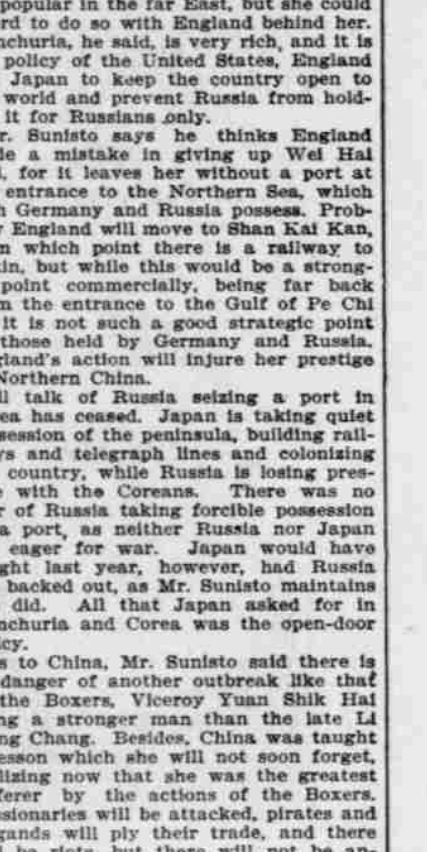 popular in the far East, but she could
rd to do so with England behind her.
nchuria, he said, is very rich, and it is
policy of the United States, England
Japan to keep the country open to
world and prevent Russia from hold-
it for Russians only.
r. Sunisto says he thinks England
de a mistake in giving up Wei Hai
, for it leaves her without a port at
entrance to the Northern Sea, which
h Germany and Russia possess. Prob-
y England will move to Shan Kai Kan,
m which point there is a railway to
kin, but while this would be a strong-
point commercially, being far back
m the entrance to the Gulf of Pe Chi
it is not such a good strategic point
those held by Germany and Russia.
gland's action will injure her prestige
Northern China.
ll talk of Russia seizing a port in
ea has ceased. Japan is taking quiet
session of the peninsula, building rail-
ys and telegraph lines and colonizing
country, while Russia is losing pres-
e with the Coreans. There was no
r of Russia taking forcible possession
a port, as neither Russia nor Japan
eager for war. Japan would have
ght last year, however, had Russia
backed out, as Mr. Sunisto maintains
did. All that Japan asked for in
nchuria and Corea was the open-door
icy.
s to China, Mr. Sunisto said there is
danger of another outbreak like that
the Boxers, Viceroy Yuan Shik Hai
ng a stronger man than the late Li
ng Chang. Besides, China was taught
esson which she will not soon forget,
lizing now that she was the greatest
ferer by the actions of the Boxers.
ssionaries will be attacked, pirates and
gands will ply their trade, and there
l be riots, but there will not be an-